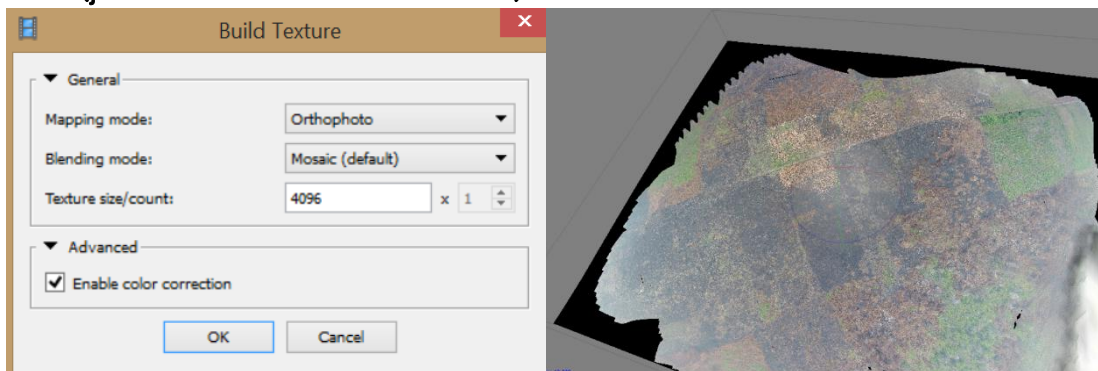 Build Texture
General
Mapping mode: Orthophoto
Blending mode: Mosaic (default)
Texture size/count: 4096 x 1
Advanced
Enable color correction
OK Cancel